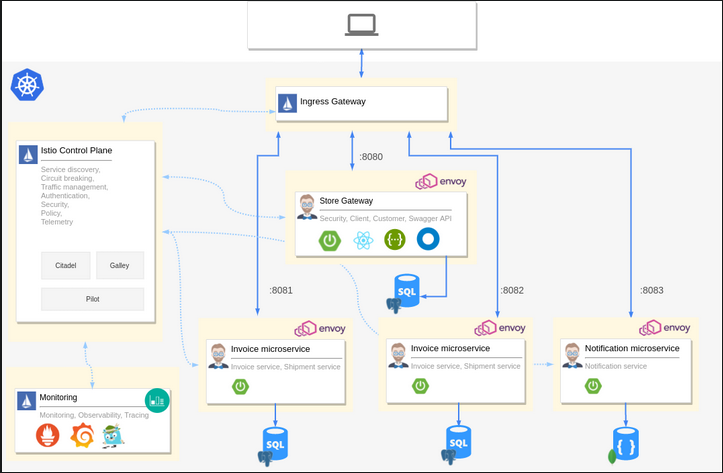 Ingress Gateway
Istio Control Plane
Service discovery,
Circuit breaking,
Traffic management,
Authentication,
Security,
Policy,
Telemetry
Citadel
Galley
Pilot
:8080
envoy
Store Gateway
Security, Client, Customer, Swagger API
SQL
:8081
:8082
:8083
envoy
Invoice microservice
Invoice service, Shipment service
SQL
envoy
Invoice microservice
Invoice service, Shipment service
SQL
envoy
Notification microservice
Notification service
{ }
Monitoring
Monitoring, Observability, Tracing